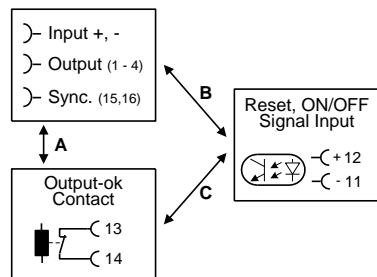 Input +, -
Output (1 - 4)
Sync. (15,16)
A
B
C
Reset, ON/OFF
Signal Input
+ 12
- 11
Output-ok
Contact
13
14